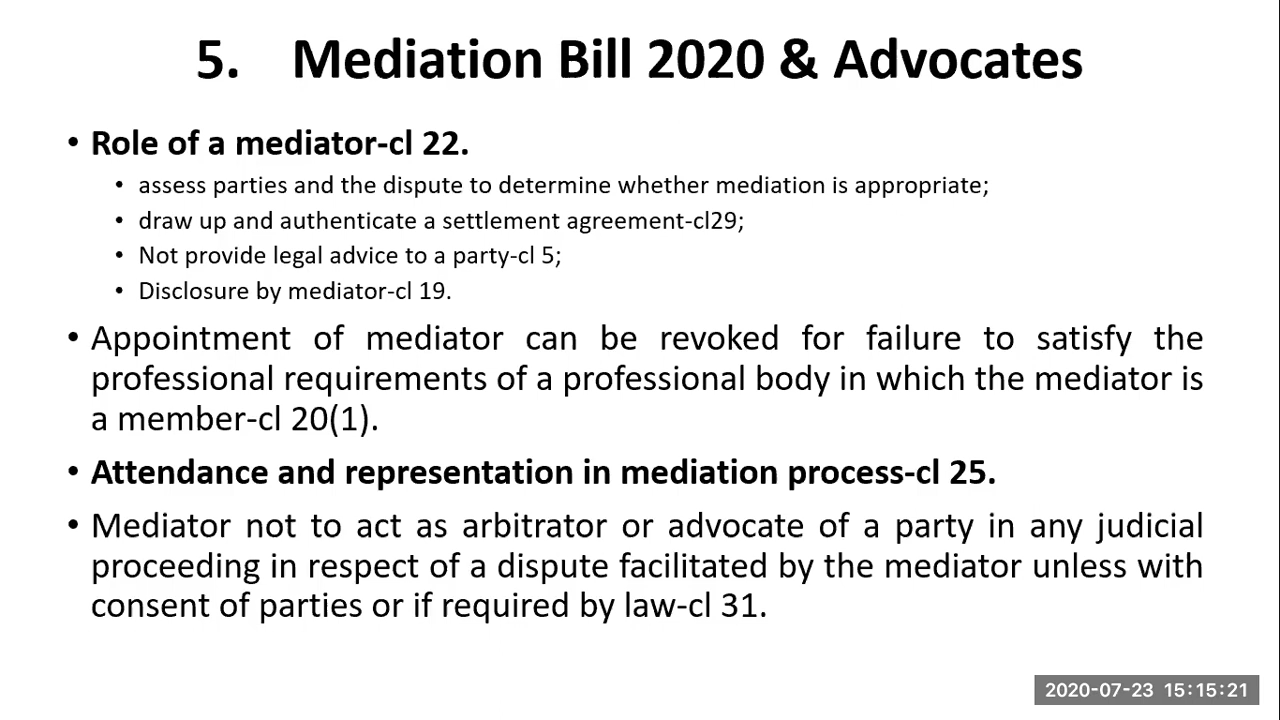 5. Mediation Bill 2020 & Advocates
• Role of a mediator-cl 22.
• assess parties and the dispute to determine whether mediation is appropriate;
• draw up and authenticate a settlement agreement-cl29;
• Not provide legal advice to a party-cl 5;
• Disclosure by mediator-cl 19.
• Appointment of mediator can be revoked for failure to satisfy the
professional requirements of a professional body in which the mediator is
a member-cl 20(1).
• Attendance and representation in mediation process-cl 25.
• Mediator not to act as arbitrator or advocate of a party in any judicial
proceeding in respect of a dispute facilitated by the mediator unless with
consent of parties or if required by law-cl 31.
2020-07-23 15:15:21